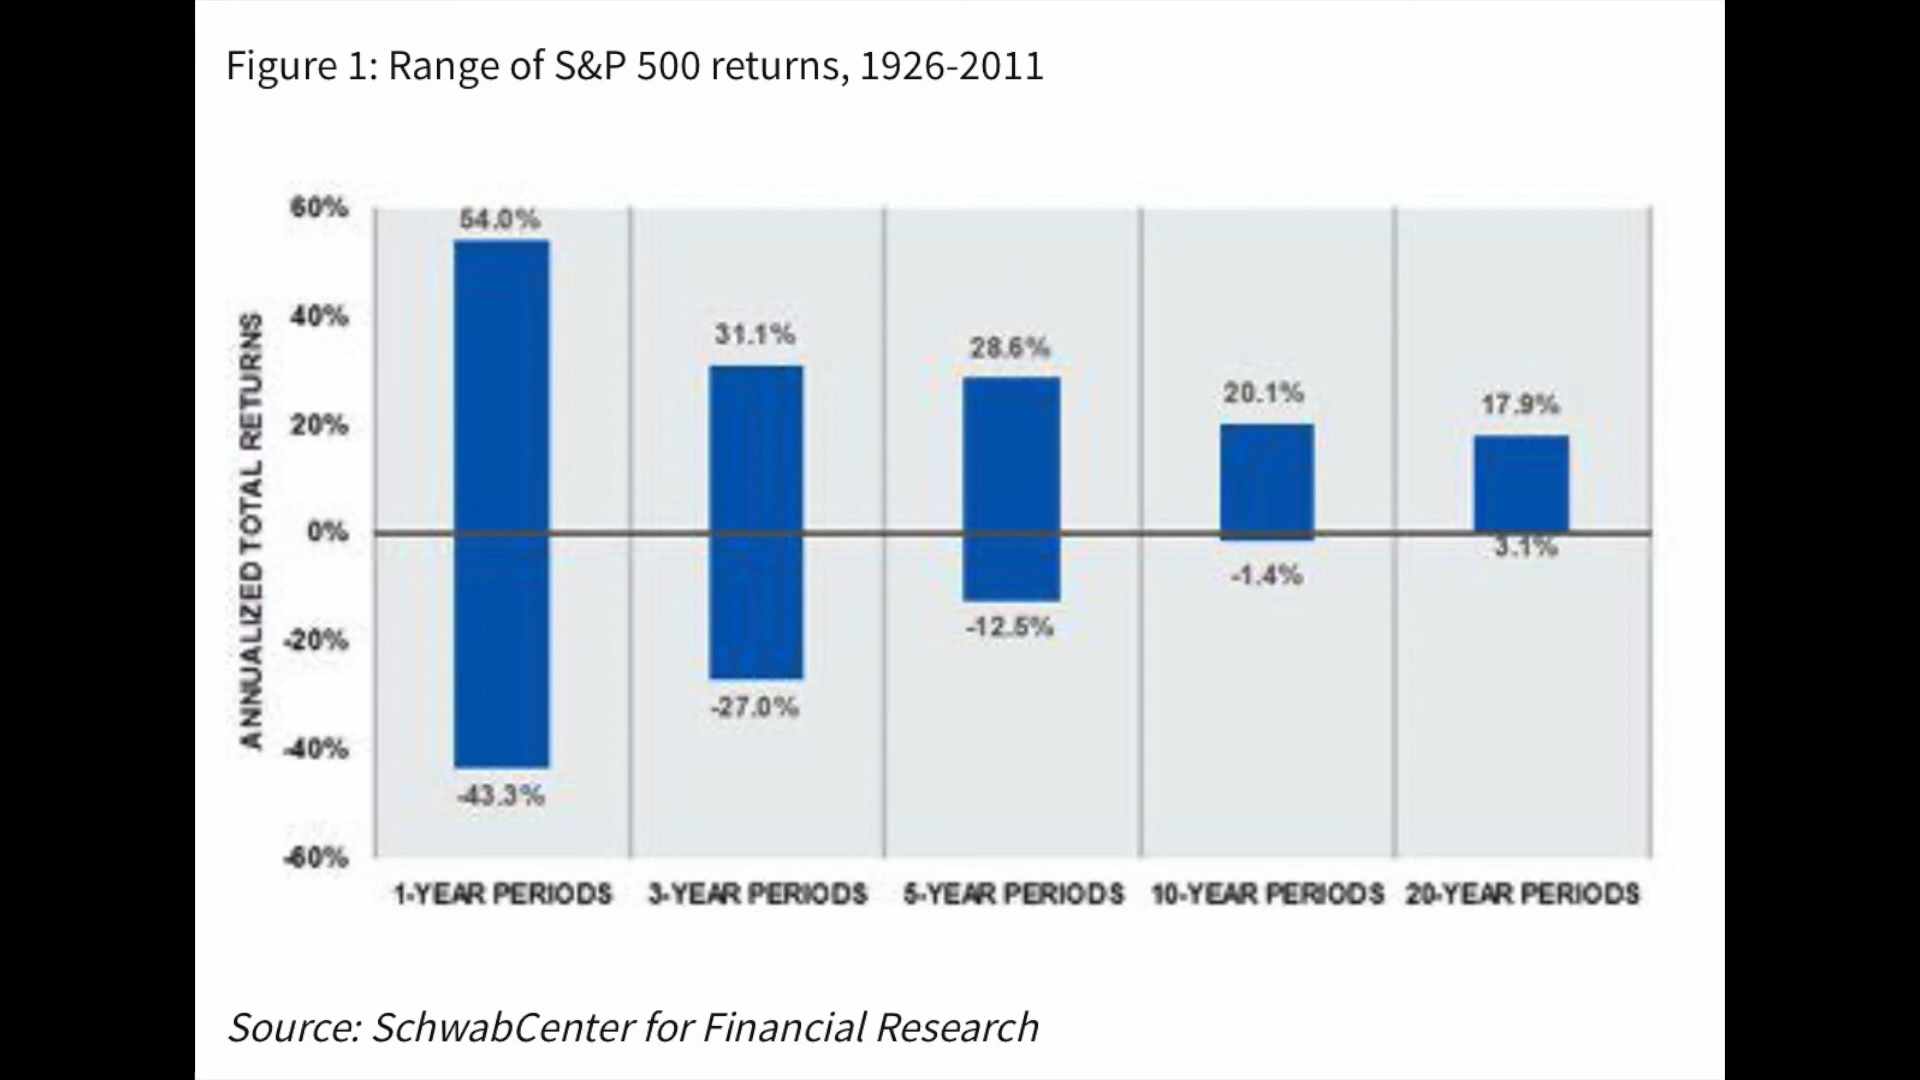 Figure 1: Range of S&P 500 returns, 1926-2011
ANNUALIZED TOTAL RETURNS
60%
40%
20%
0%
-20%
-40%
-60%
54.0%
-43.3%
31.1%
-27.0%
28.6%
-12.5%
20.1%
-1.4%
17.9%
3.1%
1-YEAR PERIODS
3-YEAR PERIODS
5-YEAR PERIODS
10-YEAR PERIODS
20-YEAR PERIODS
Source: SchwabCenter for Financial Research